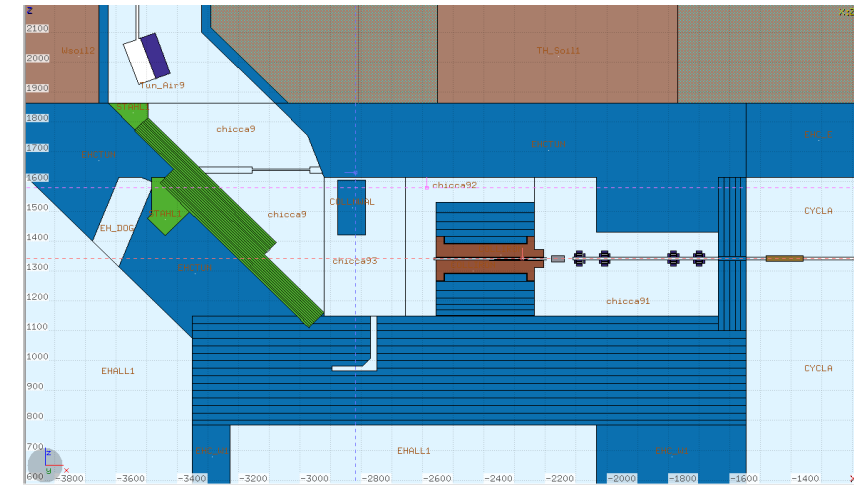 Z
X:Z
2100
2000
1900
1800
1700
1600
1500
1400
1300
1200
1100
1000
900
800
700
600
Wsoil2
TH_Soil1
Tun_Air9
STAHL1
chicca9
chicca92
EH_DOG
STAHL1
chicca9
CYCLA
chicca93
chicca91
EHALL1
CYCLA
EHALL1
z
y
x
-3800
-3600
-3400
-3200
-3000
-2800
-2600
-2400
-2200
-2000
-1800
-1600
-1400
X